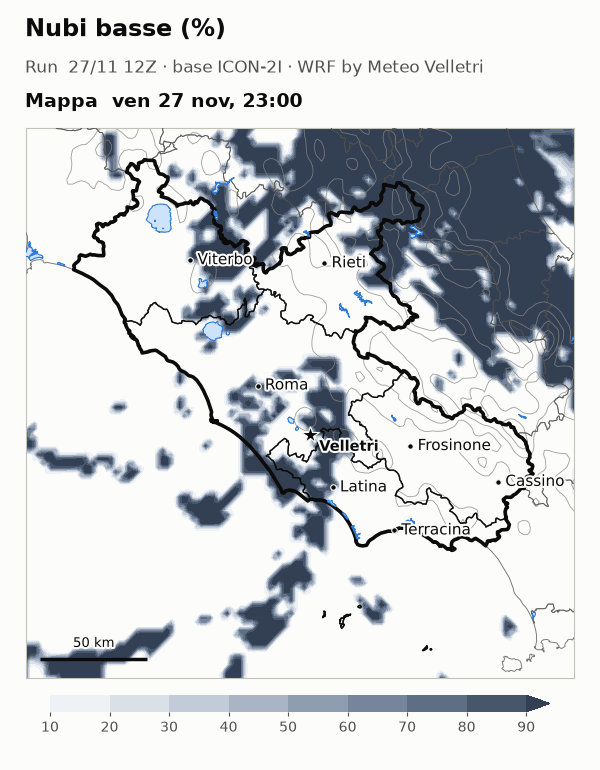 Nubi basse (%)
Run  27/11 12Z · base ICON-2I · WRF by Meteo Velletri
Mappa  ven 27 nov, 23:00
Viterbo
Rieti
Roma
Velletri
Frosinone
Latina
Cassino
Terracina
50 km
10 20 30 40 50 60 70 80 90